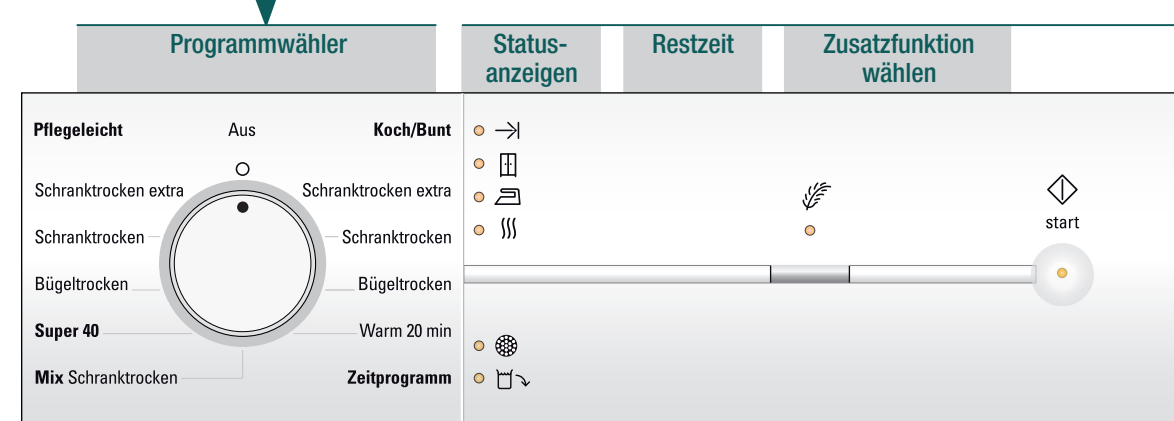 Programmwähler
Status-
anzeigen
Restzeit
Zusatzfunktion
wählen
Pflegeleicht
Aus
Koch/Bunt
Schranktrocken extra
Schranktrocken extra
Schranktrocken
Schranktrocken
Bügeltrocken
Bügeltrocken
Super 40
Warm 20 min
Mix Schranktrocken
Zeitprogramm
start